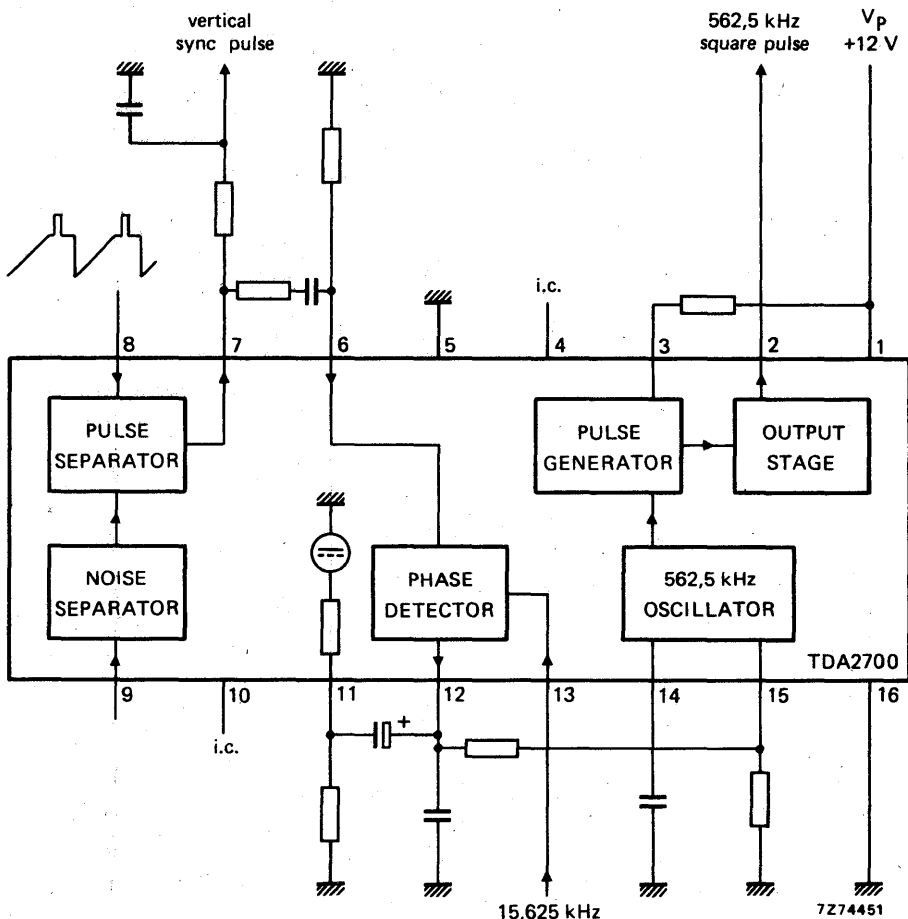 vertical
sync pulse
562,5 kHz
square pulse
VP
+12 V
i.c.
8 7 6 5 4 3 2 1
PULSE
SEPARATOR
PULSE
GENERATOR
OUTPUT
STAGE
NOISE
SEPARATOR
PHASE
DETECTOR
562,5 kHz
OSCILLATOR
TDA2700
9 10 11 12 13 14 15 16
i.c.
+
15,625 kHz
7Z74451